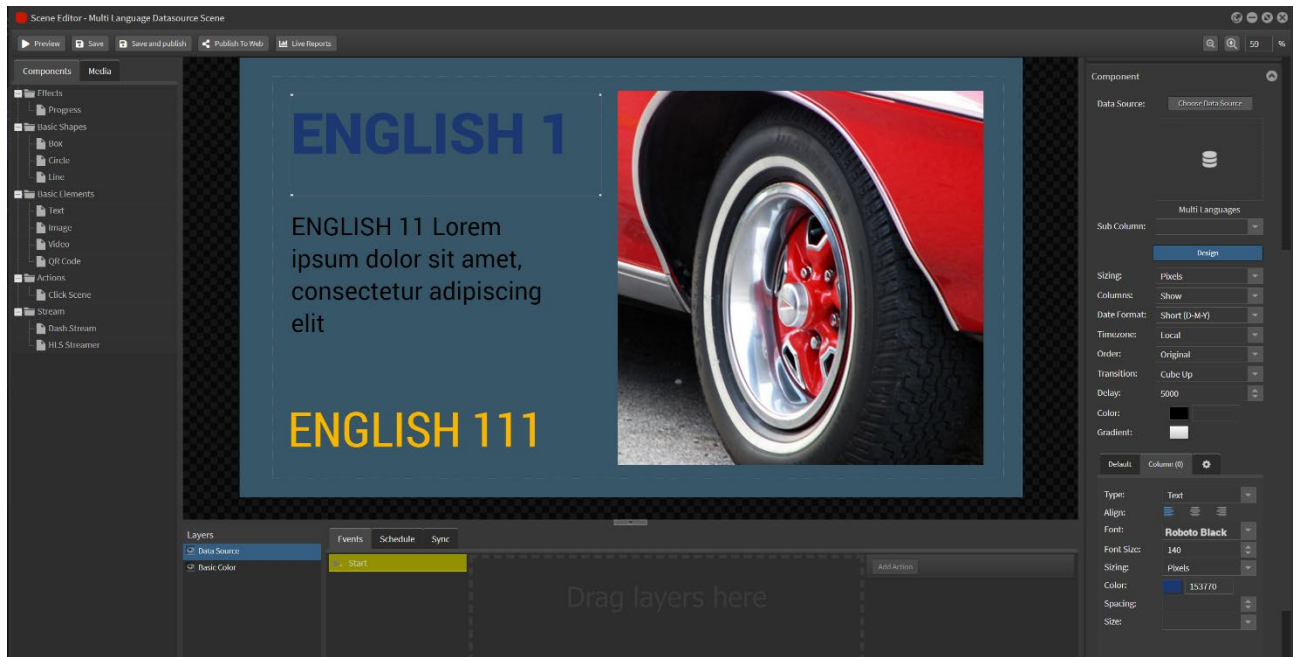 Scene Editor - Multi Language Datasource Scene
Preview Save Save and publish Publish To Web Live Reports 59 %
Components Media
Effects
Progress
Basic Shapes
Box
Circle
Line
Basic Elements
Text
Image
Video
QR Code
Actions
Click Scene
Stream
Dash Stream
HLS Streamer
ENGLISH 1
ENGLISH 11 Lorem
ipsum dolor sit amet,
consectetur adipiscing
elit
ENGLISH 111
Layers
Data Source
Basic Color
Events Schedule Sync
Start
Drag layers here
Add Action
Component
Data Source: Choose Data Source
Multi Languages
Sub Column:
Design
Sizing: Pixels
Columns: Show
Date Format: Short (D-M-Y)
Timezone: Local
Order: Original
Transition: Cube Up
Delay: 5000
Color:
Gradient:
Default Column (0)
Type: Text
Align:
Font: Roboto Black
Font Size: 140
Sizing: Pixels
Color: 153770
Spacing:
Size: